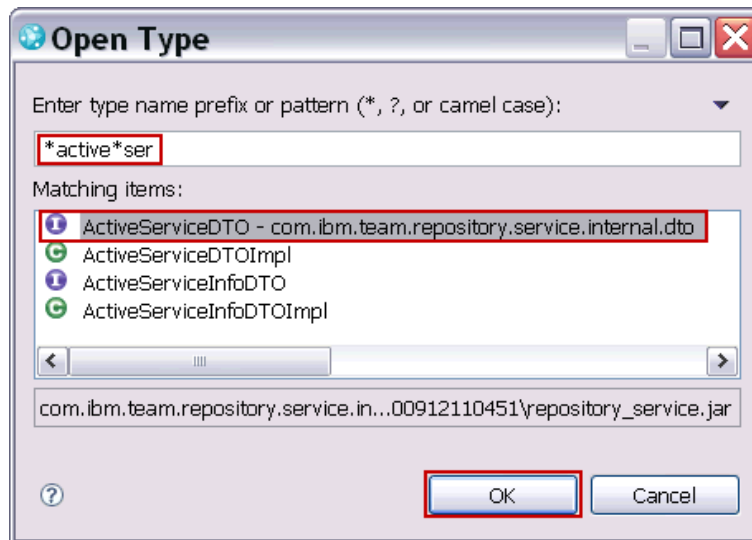 Open Type
Enter type name prefix or pattern (*, ?, or camel case):
*active*ser
Matching items:
I ActiveServiceDTO - com.ibm.team.repository.service.internal.dto
C ActiveServiceDTOImpl
I ActiveServiceInfoDTO
C ActiveServiceInfoDTOImpl
com.ibm.team.repository.service.in...00912110451\repository_service.jar
? OK Cancel